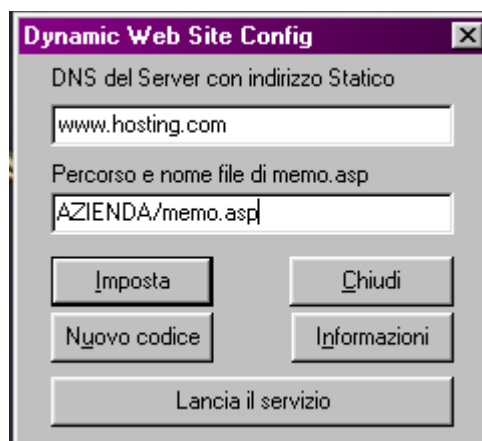 Dynamic Web Site Config
DNS del Server con indirizzo Statico
www.hosting.com
Percorso e nome file di memo.asp
AZIENDA/memo.asp
Imposta Chiudi
Nuovo codice Informazioni
Lancia il servizio